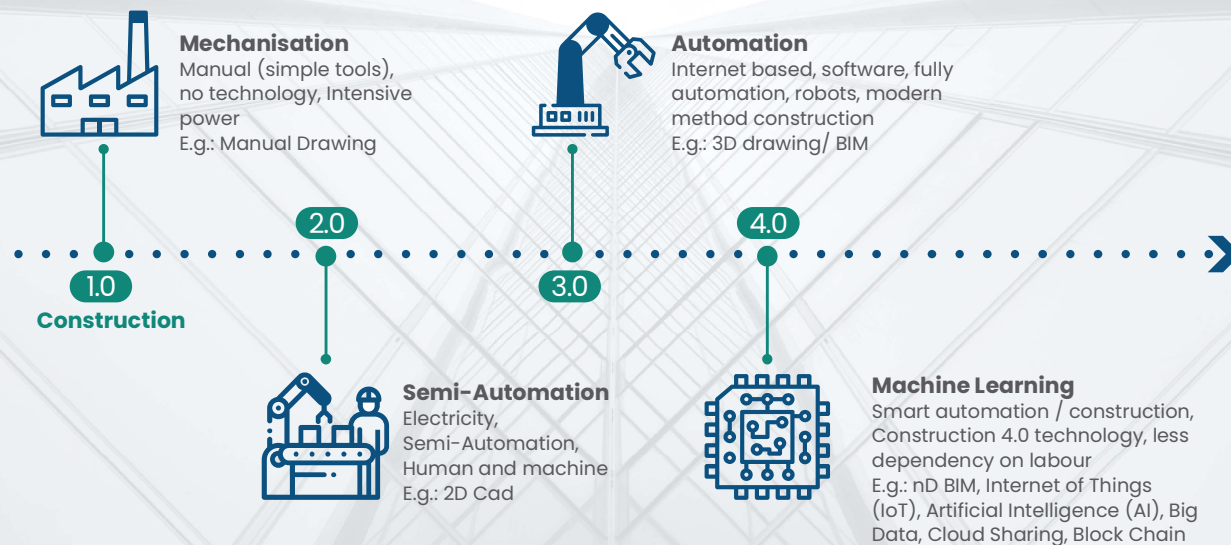 Mechanisation
Manual (simple tools),
no technology, Intensive
power
E.g.: Manual Drawing
Automation
Internet based, software, fully
automation, robots, modern
method construction
E.g.: 3D drawing/ BIM
2.0
4.0
1.0
3.0
Construction
Semi-Automation
Electricity,
Semi-Automation,
Human and machine
E.g.: 2D Cad
Machine Learning
Smart automation / construction,
Construction 4.0 technology, less
dependency on labour
E.g.: nD BIM, Internet of Things
(IoT), Artificial Intelligence (AI), Big
Data, Cloud Sharing, Block Chain